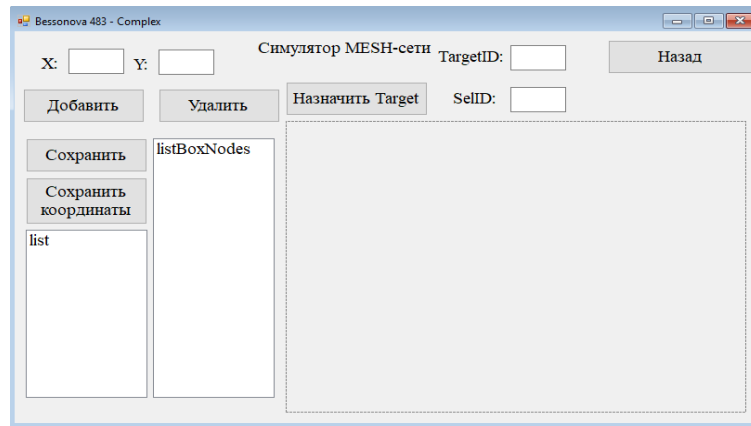 Bessonova 483 - Complex
X:
Y:
Симулятор MESH-сети
TargetID:
Назад
Добавить
Удалить
Назначить Target
SelID:
Сохранить
listBoxNodes
Сохранить
координаты
list